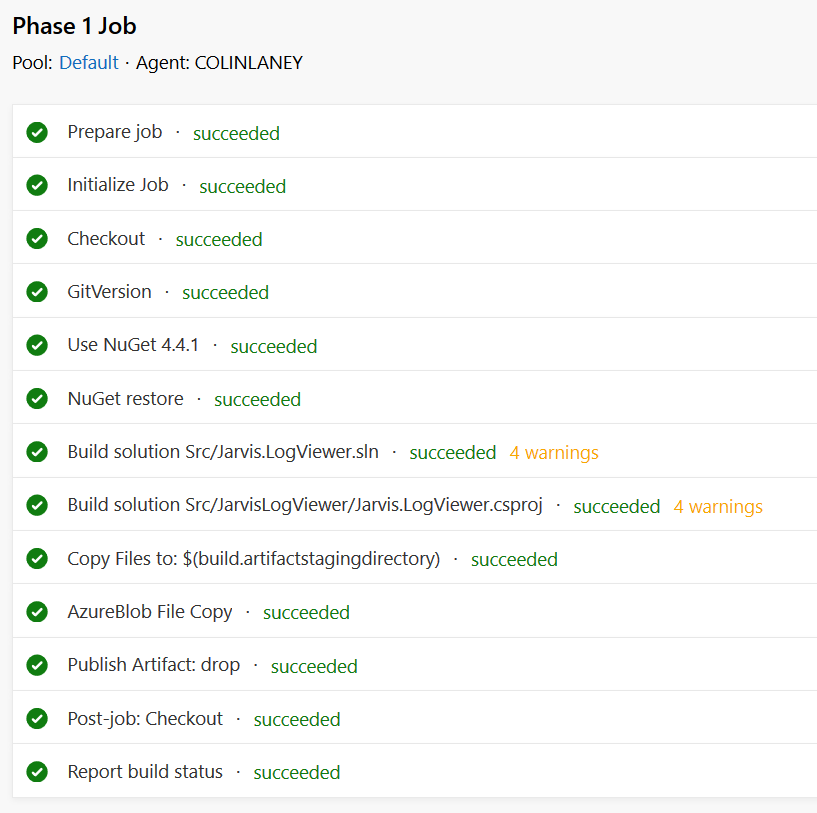 Phase 1 Job
Pool: Default · Agent: COLINLANEY
Prepare job · succeeded
Initialize Job · succeeded
Checkout · succeeded
GitVersion · succeeded
Use NuGet 4.4.1 · succeeded
NuGet restore · succeeded
Build solution Src/Jarvis.LogViewer.sln · succeeded 4 warnings
Build solution Src/JarvisLogViewer/Jarvis.LogViewer.csproj · succeeded 4 warnings
Copy Files to: $(build.artifactstagingdirectory) · succeeded
AzureBlob File Copy · succeeded
Publish Artifact: drop · succeeded
Post-job: Checkout · succeeded
Report build status · succeeded